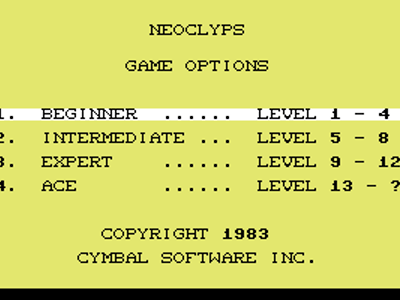 NEOCLYPS
GAME OPTIONS
1. BEGINNER ...... LEVEL 1 - 4
2. INTERMEDIATE ... LEVEL 5 - 8
3. EXPERT ...... LEVEL 9 - 12
4. ACE ...... LEVEL 13 - ?
COPYRIGHT 1983
CYMBAL SOFTWARE INC.